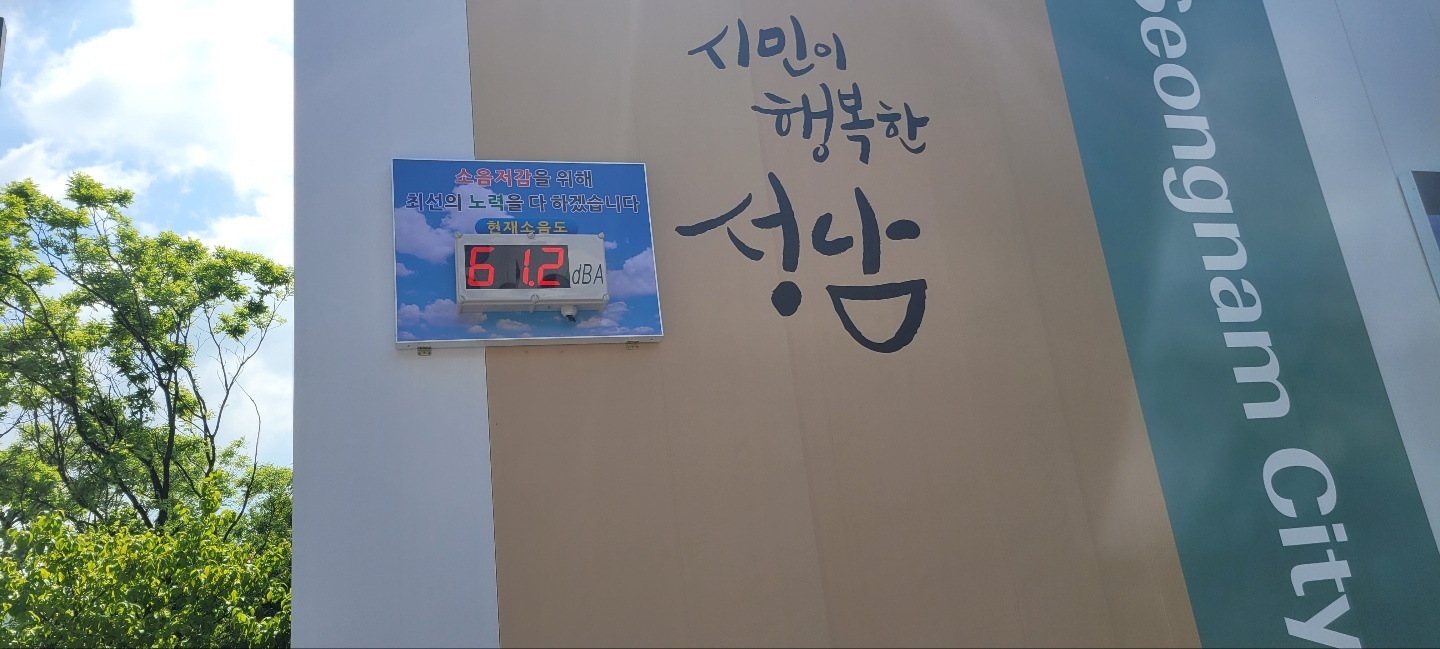 소음저감을 위해
최선의 노력을 다 하겠습니다
현재소음도
61.2 dBA
시민이
행복한
성남
Seongnam City